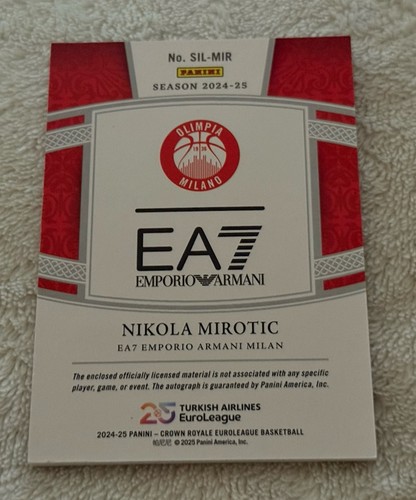 No. SIL-MIR
PANINI
SEASON 2024-25
OLIMPIA
1936
MILANO
EA7
EMPORIO ARMANI
NIKOLA MIROTIC
EA7 EMPORIO ARMANI MILAN
The enclosed officially licensed material is not associated with any specific
player, game, or event. The autograph is guaranteed by Panini America, Inc.
25 TURKISH AIRLINES
EuroLeague
2024-25 PANINI – CROWN ROYALE EUROLEAGUE BASKETBALL
© 2025 Panini America, Inc.